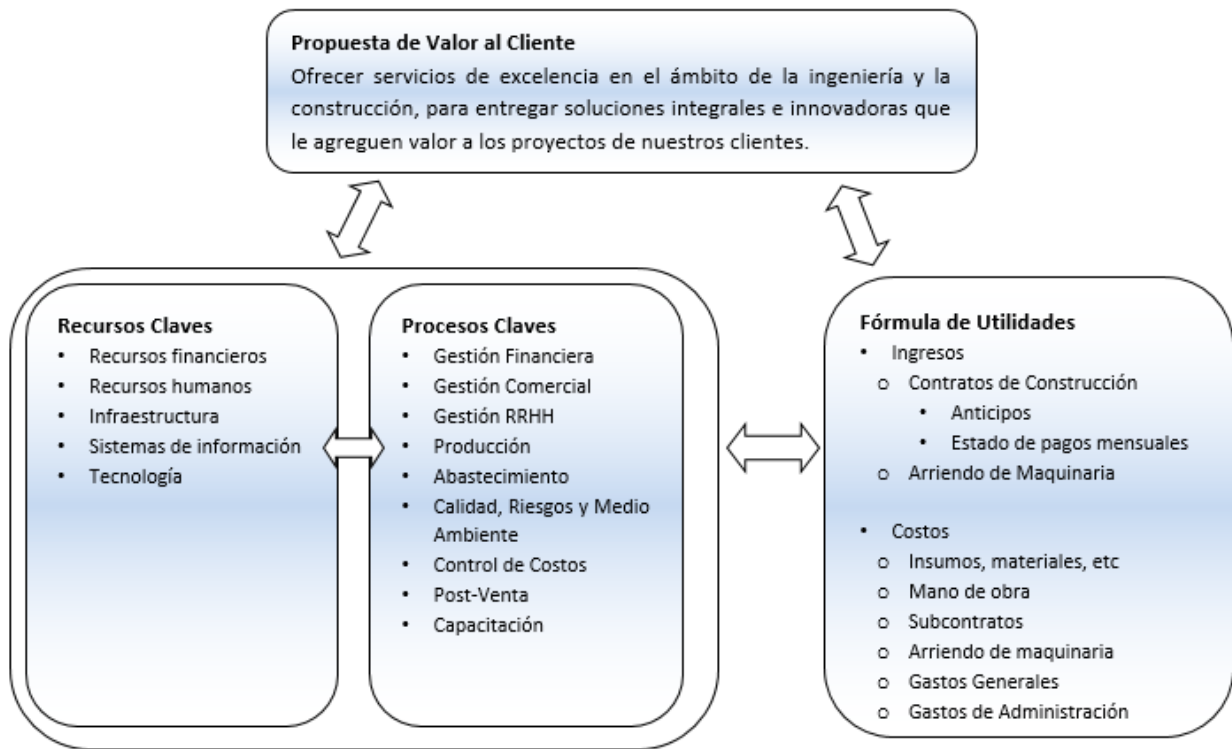 Propuesta de Valor al Cliente
Ofrecer servicios de excelencia en el ámbito de la ingeniería y la
construcción, para entregar soluciones integrales e innovadoras que
le agreguen valor a los proyectos de nuestros clientes.
Recursos Claves
• Recursos financieros
• Recursos humanos
• Infraestructura
• Sistemas de información
• Tecnología
Procesos Claves
• Gestión Financiera
• Gestión Comercial
• Gestión RRHH
• Producción
• Abastecimiento
• Calidad, Riesgos y Medio
Ambiente
• Control de Costos
• Post-Venta
• Capacitación
Fórmula de Utilidades
• Ingresos
o Contratos de Construcción
• Anticipos
• Estado de pagos mensuales
o Arriendo de Maquinaria
• Costos
o Insumos, materiales, etc
o Mano de obra
o Subcontratos
o Arriendo de maquinaria
o Gastos Generales
o Gastos de Administración